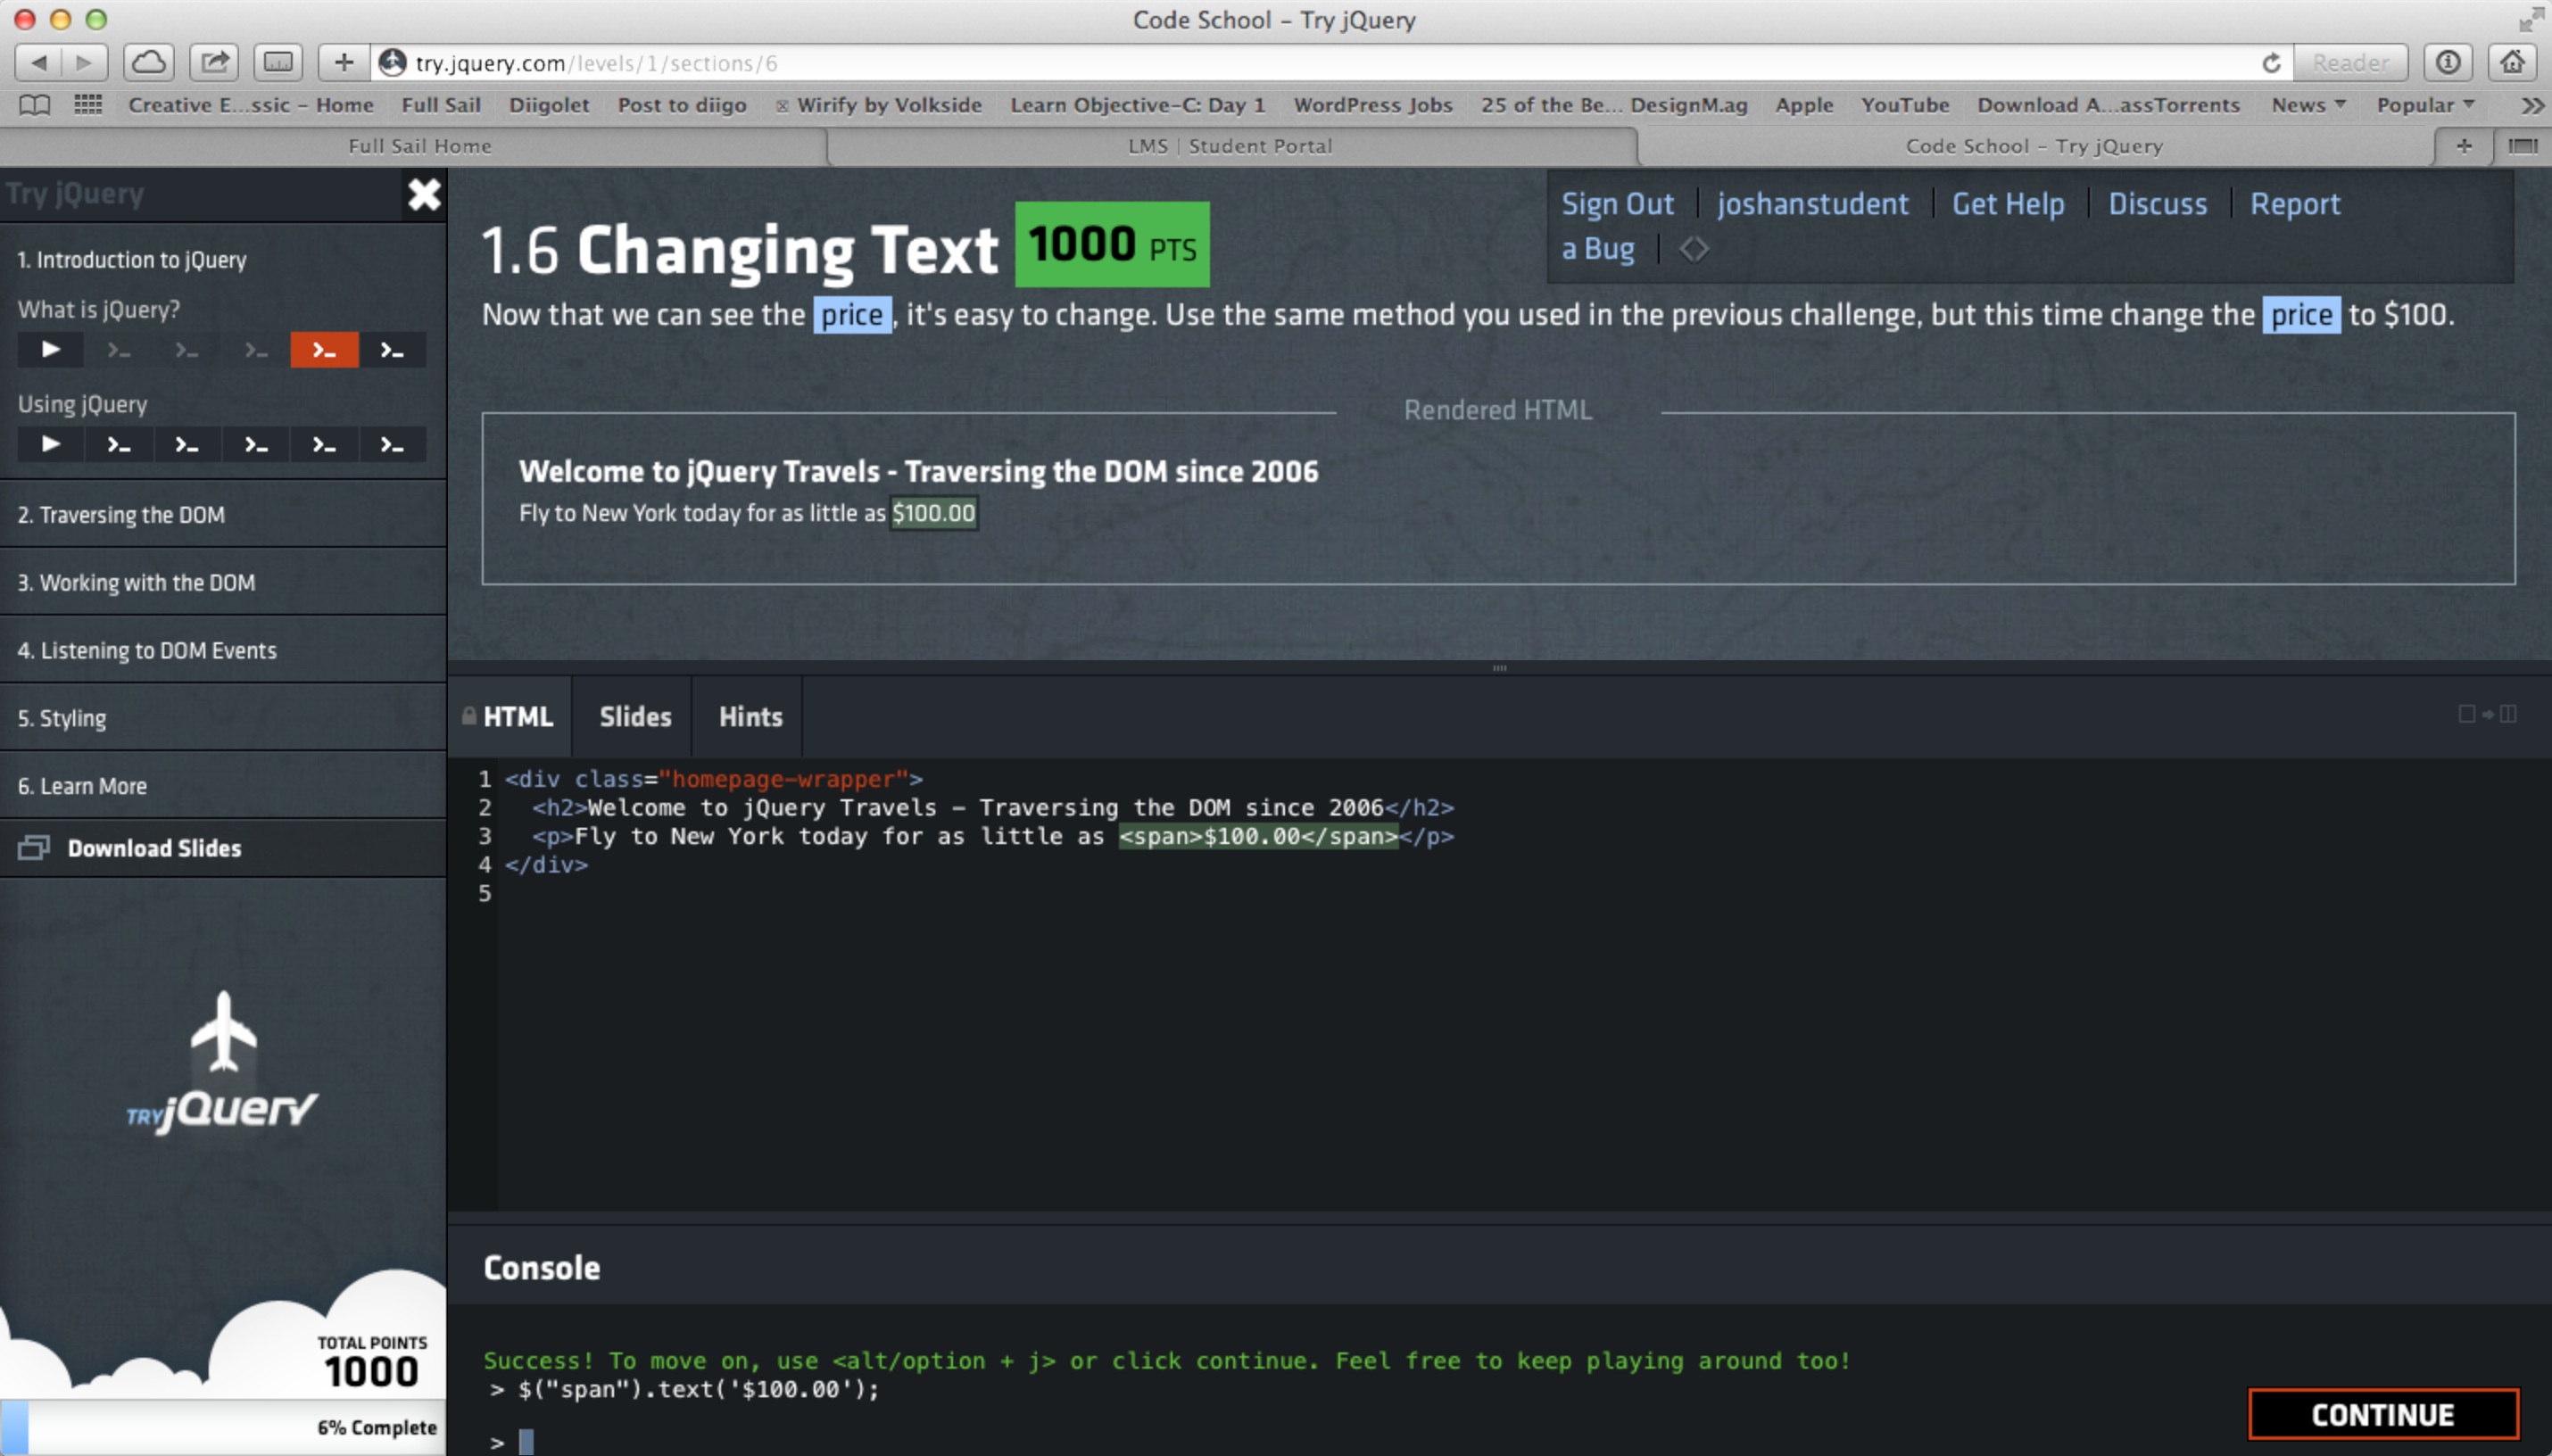 Code School – Try jQuery
try.jquery.com/levels/1/sections/6
Reader
Creative E...ssic – Home Full Sail Diigolet Post to diigo Wirify by Volkside Learn Objective-C: Day 1 WordPress Jobs 25 of the Be... DesignM.ag Apple YouTube Download A...assTorrents News Popular
Full Sail Home LMS | Student Portal Code School – Try jQuery
Try jQuery
1. Introduction to jQuery
What is jQuery?
Using jQuery
2. Traversing the DOM
3. Working with the DOM
4. Listening to DOM Events
5. Styling
6. Learn More
Download Slides
TRY jQuery
TOTAL POINTS
1000
6% Complete
Sign Out | joshanstudent | Get Help | Discuss | Report
a Bug | <>
1.6 Changing Text 1000 PTS
Now that we can see the price , it's easy to change. Use the same method you used in the previous challenge, but this time change the price to $100.
Rendered HTML
Welcome to jQuery Travels - Traversing the DOM since 2006
Fly to New York today for as little as $100.00
HTML Slides Hints
1 <div class="homepage-wrapper">
2 <h2>Welcome to jQuery Travels - Traversing the DOM since 2006</h2>
3 <p>Fly to New York today for as little as <span>$100.00</span></p>
4 </div>
5
Console
Success! To move on, use <alt/option + j> or click continue. Feel free to keep playing around too!
> $("span").text('$100.00');
>
CONTINUE